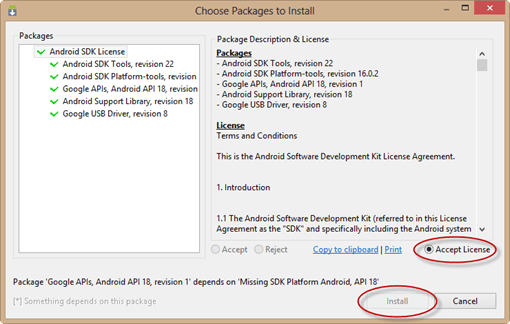 Choose Packages to Install
Packages
Android SDK License
Android SDK Tools, revision 22
Android SDK Platform-tools, revision
Google APIs, Android API 18, revision
Android Support Library, revision 18
Google USB Driver, revision 8
Package Description & License
Packages
- Android SDK Tools, revision 22
- Android SDK Platform-tools, revision 16.0.2
- Google APIs, Android API 18, revision 1
- Android Support Library, revision 18
- Google USB Driver, revision 8
License
Terms and Conditions
This is the Android Software Development Kit License Agreement.
1. Introduction
1.1 The Android Software Development Kit (referred to in this License
Agreement as the "SDK" and specifically including the Android system
Accept Reject Copy to clipboard | Print Accept License
Package 'Google APIs, Android API 18, revision 1' depends on 'Missing SDK Platform Android, API 18'
[*] Something depends on this package
Install Cancel